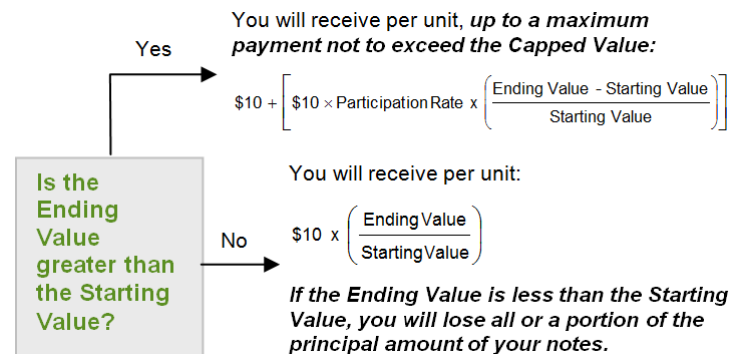 You will receive per unit, up to a maximum
Yes
payment not to exceed the Capped Value:
$10 + [ $10 × Participation Rate x ( Ending Value - Starting Value
Starting Value ) ]
Is the
Ending
Value
greater than
the Starting
Value?
You will receive per unit:
No
$10 x ( Ending Value
Starting Value )
If the Ending Value is less than the Starting
Value, you will lose all or a portion of the
principal amount of your notes.